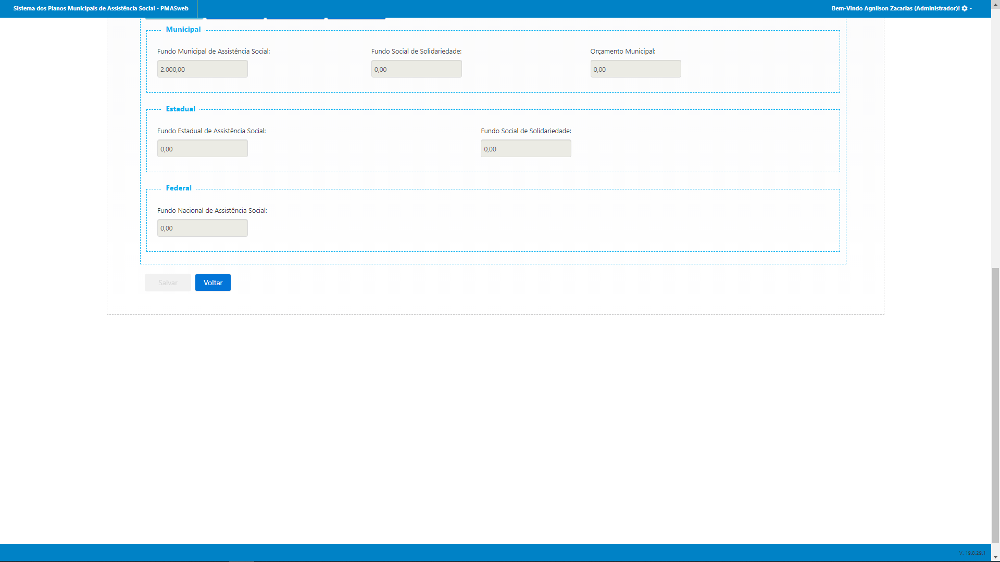 Sistema dos Planos Municipais de Assistência Social - PMASweb
Bem-Vindo Agnilson Zacarias (Administrador)!
Municipal
Fundo Municipal de Assistência Social:
Fundo Social de Solidariedade:
Orçamento Municipal:
2.000,00
0,00
0,00
Estadual
Fundo Estadual de Assistência Social:
Fundo Social de Solidariedade:
0,00
0,00
Federal
Fundo Nacional de Assistência Social:
0,00
Salvar
Voltar
V. 19.8.29.1